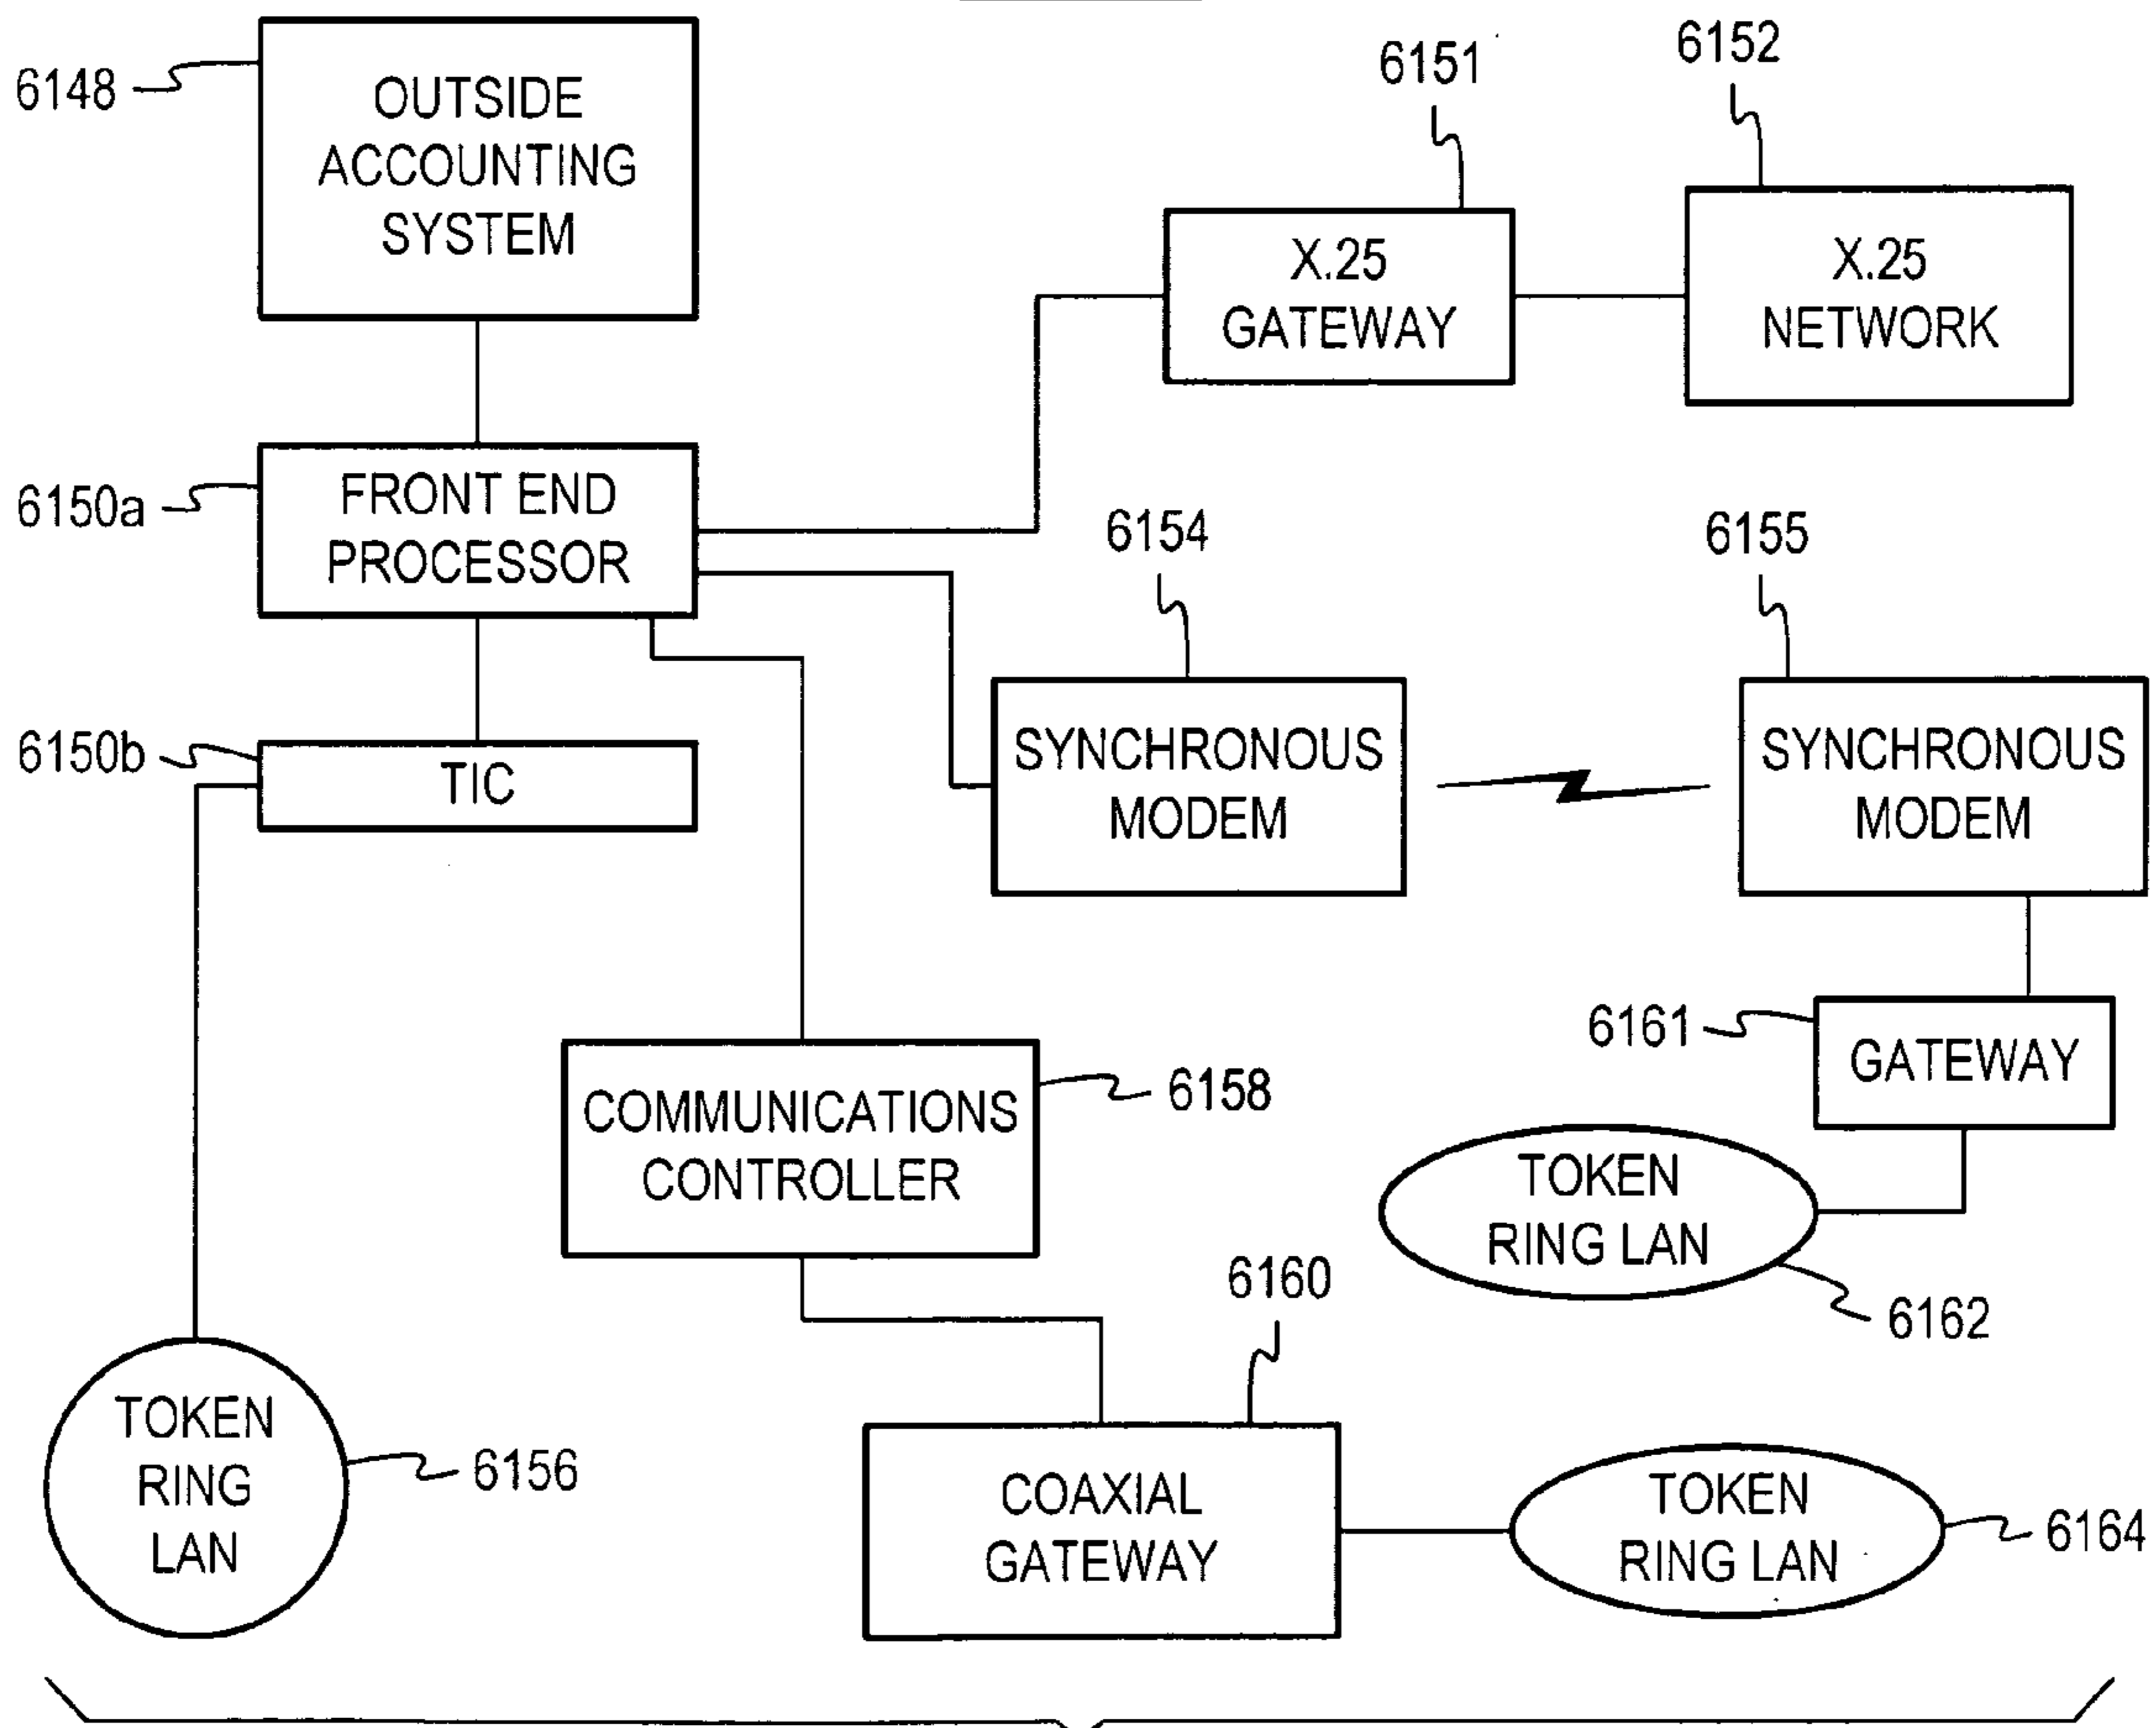 6148
OUTSIDE
ACCOUNTING
SYSTEM
6151
6152
X.25
GATEWAY
X.25
NETWORK
6150a
FRONT END
PROCESSOR
6154
6155
6150b
TIC
SYNCHRONOUS
MODEM
SYNCHRONOUS
MODEM
6161
GATEWAY
COMMUNICATIONS
CONTROLLER
6158
TOKEN
RING LAN
6162
6160
TOKEN
RING
LAN
6156
COAXIAL
GATEWAY
TOKEN
RING LAN
6164